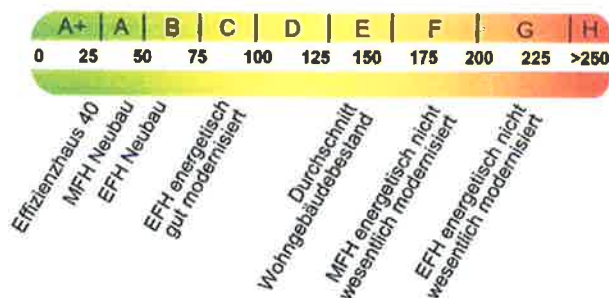 A+ A B C D E F G H
0 25 50 75 100 125 150 175 200 225 >250
Effizienzhaus 40
MFH Neubau
EFH Neubau
EFH energetisch
gut modernisiert
Durchschnitt
Wohngebäudebestand
MFH energetisch nicht
wesentlich modernisiert
EFH energetisch nicht
wesentlich modernisiert